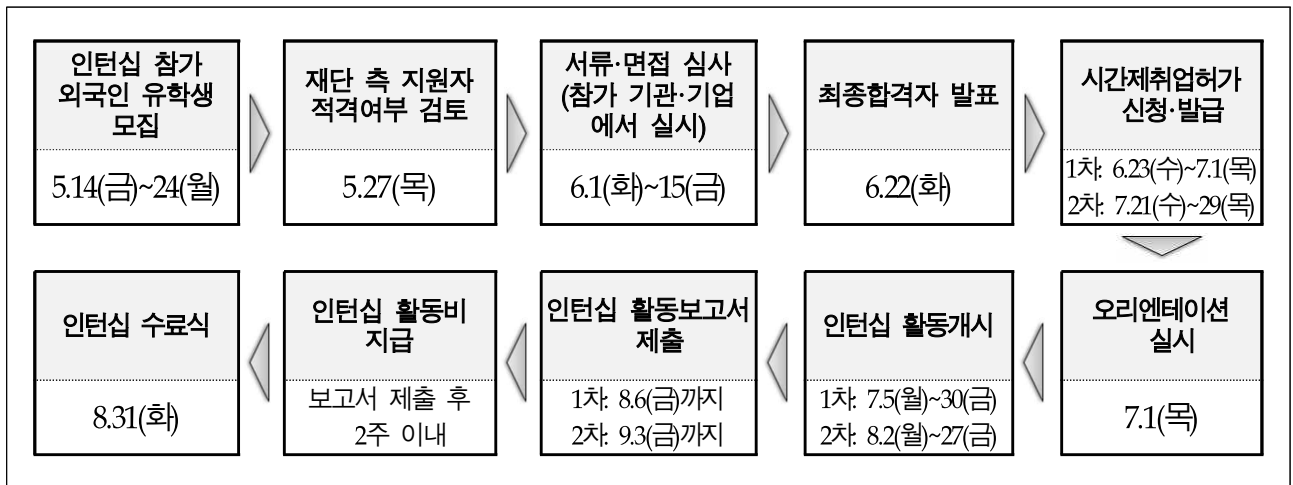 인턴십 참가
외국인 유학생
모집
5.14(금)~24(월)
재단 측 지원자
적격여부 검토
5.27(목)
서류·면접 심사
(참가 기관·기업
에서 실시)
6.1(화)~15(금)
최종합격자 발표
6.22(화)
시간제취업허가
신청·발급
1차: 6.23(수)~7.1(목)
2차: 7.21(수)~29(목)
오리엔테이션
실시
7.1(목)
인턴십 활동개시
1차: 7.5(월)~30(금)
2차: 8.2(월)~27(금)
인턴십 활동보고서
제출
1차: 8.6(금)까지
2차: 9.3(금)까지
인턴십 활동비
지급
보고서 제출 후
2주 이내
인턴십 수료식
8.31(화)